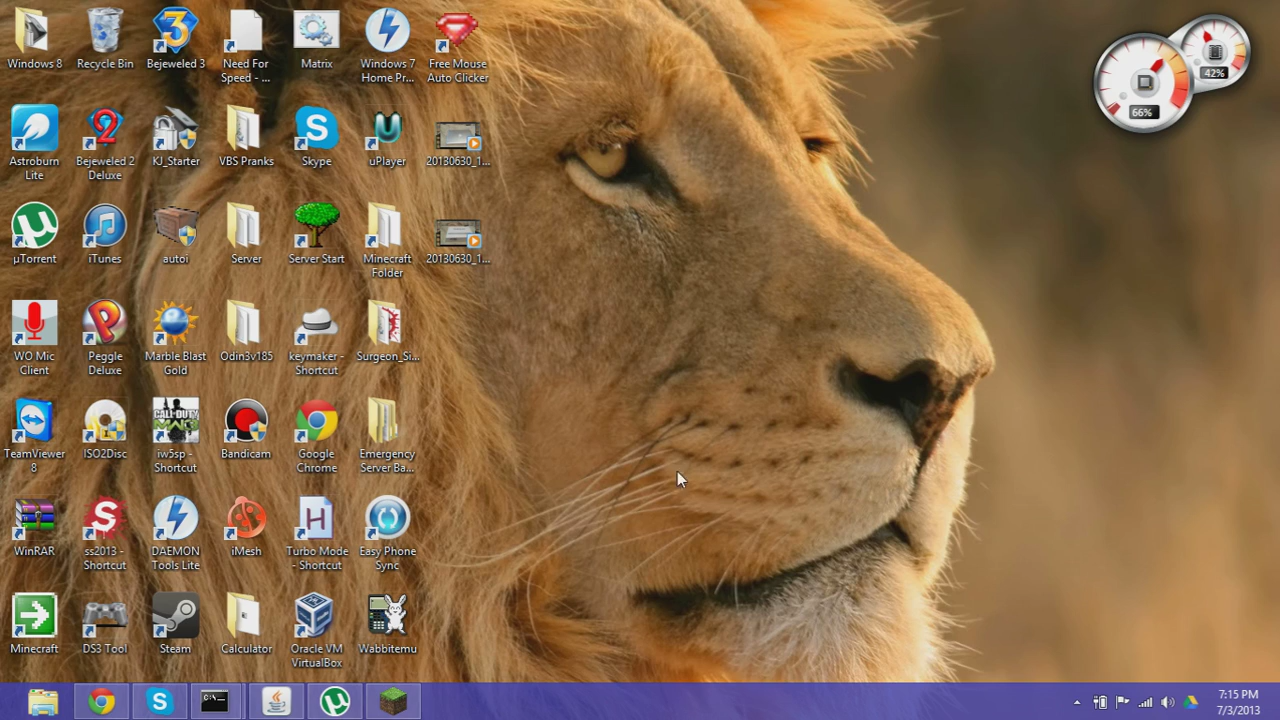 Windows 8
Recycle Bin
Bejeweled 3
Need For
Speed - ...
Matrix
Windows 7
Home Pr...
Free Mouse
Auto Clicker
42%
66%
Astroburn
Lite
Bejeweled 2
Deluxe
KJ_Starter
VBS Pranks
Skype
uPlayer
20130630_1...
µTorrent
iTunes
autoi
Server
Server Start
Minecraft
Folder
20130630_1...
WO Mic
Client
Peggle
Deluxe
Marble Blast
Gold
Odin3v185
keymaker -
Shortcut
Surgeon_Si...
TeamViewer
8
ISO2Disc
CALL OF DUTY
MW3
iw5sp -
Shortcut
Bandicam
Google
Chrome
Emergency
Server Ba...
WinRAR
ss2013 -
Shortcut
DAEMON
Tools Lite
iMesh
Turbo Mode
- Shortcut
Easy Phone
Sync
Minecraft
DS3 Tool
Steam
Calculator
Oracle VM
VirtualBox
Wabbitemu
7:15 PM
7/3/2013